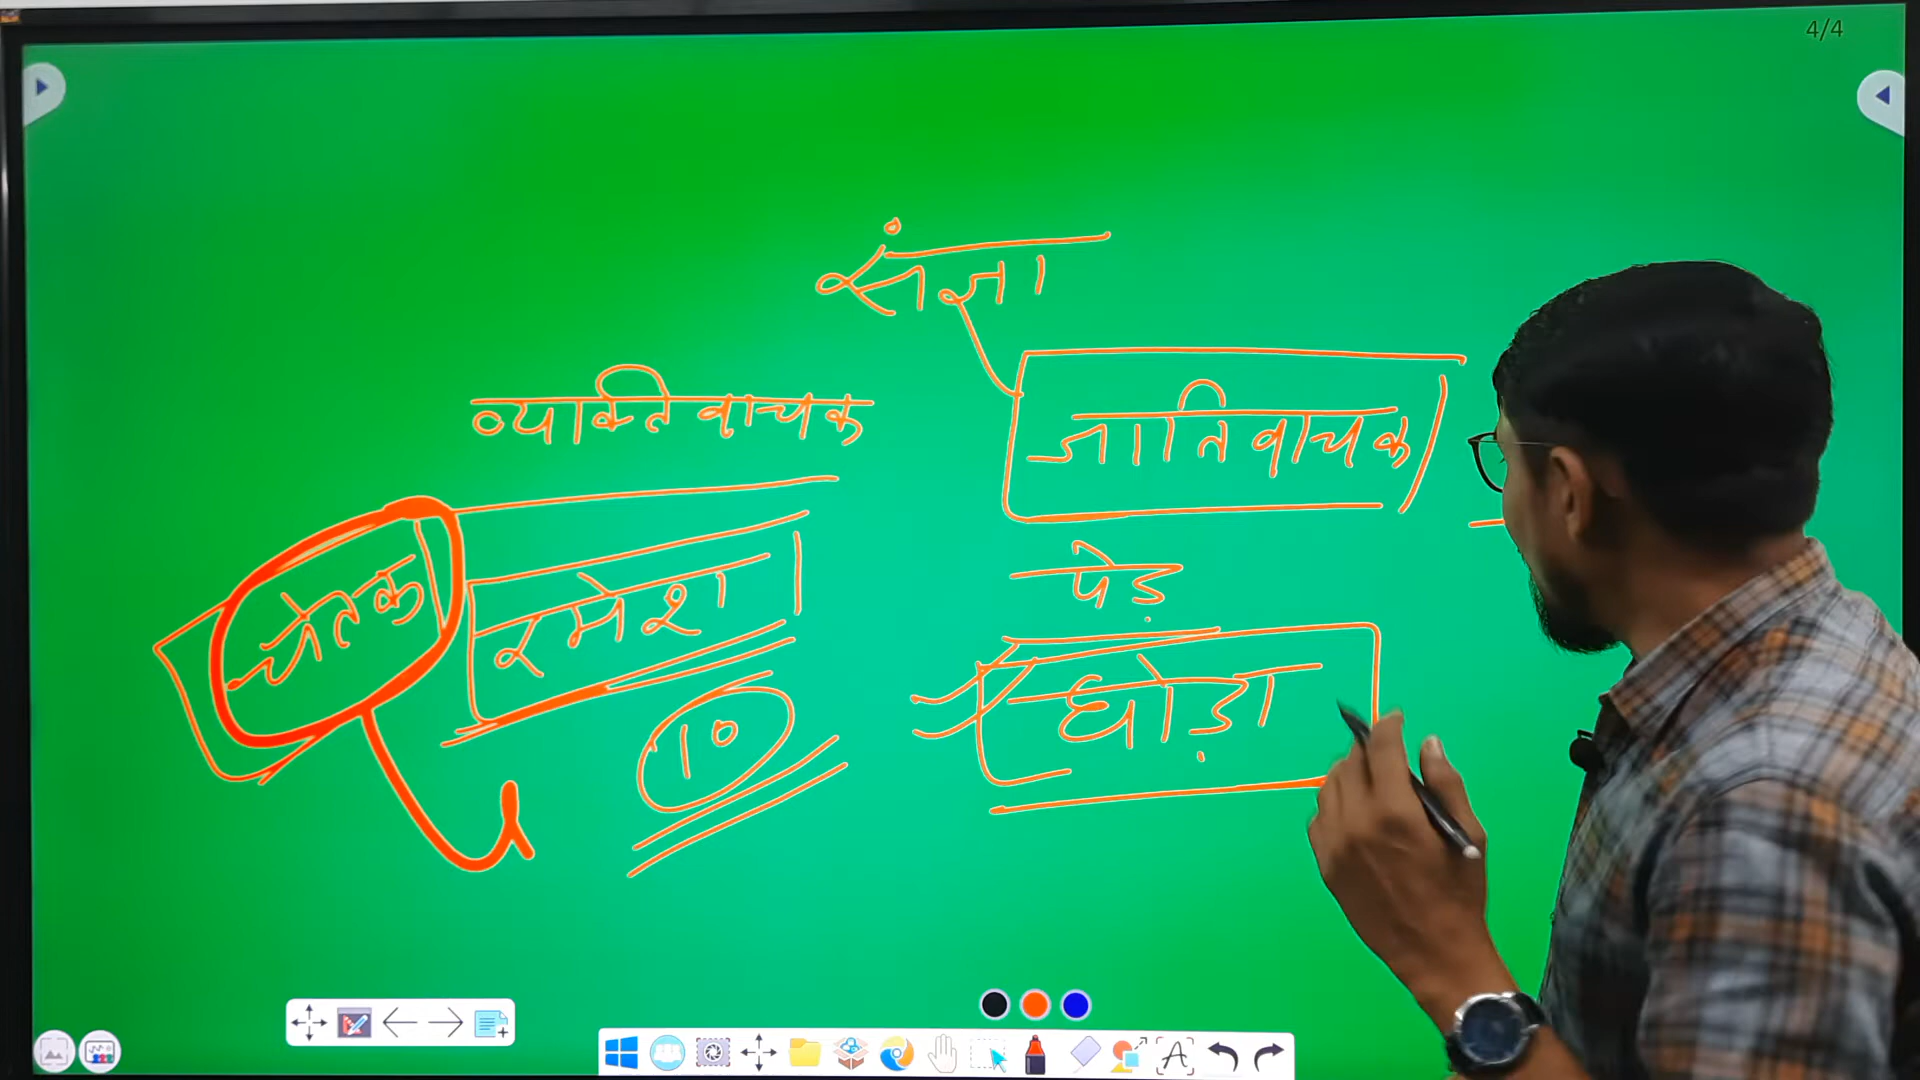 4/4
संज्ञा
व्यक्तिवाचक
जातिवाचक
चेतक
रमेश
पेड़
10
घोड़ा
A